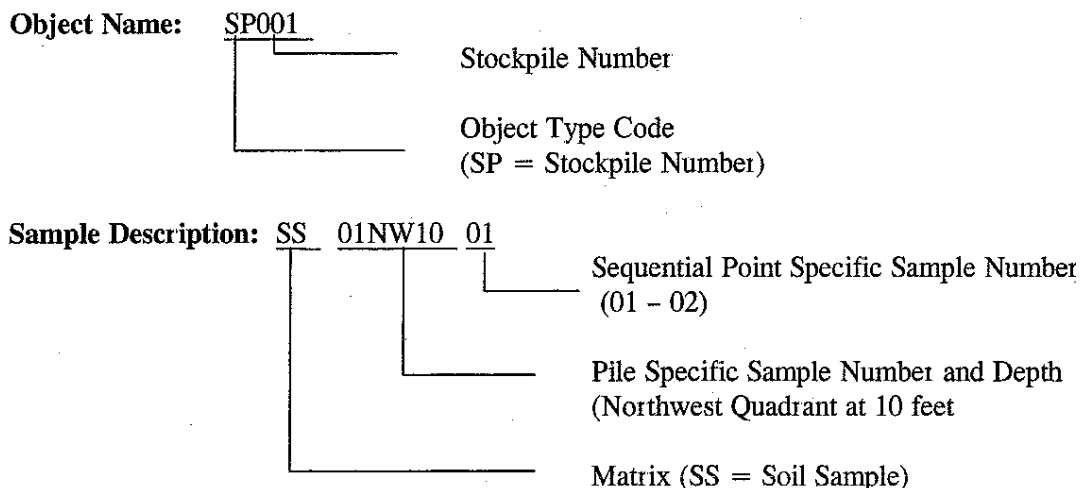 Object Name: SP001
Stockpile Number
Object Type Code
(SP = Stockpile Number)
Sample Description: SS 01NW10 01
Sequential Point Specific Sample Number
(01 – 02)
Pile Specific Sample Number and Depth
(Northwest Quadrant at 10 feet
Matrix (SS = Soil Sample)